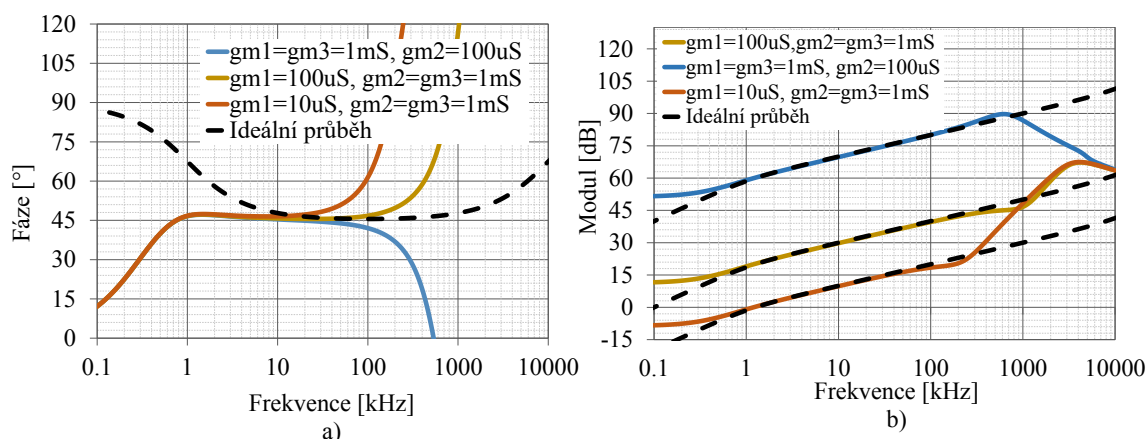 120
105
90
75
60
45
30
15
0
Fáze [°]
gm1=gm3=1mS, gm2=100uS
gm1=100uS, gm2=gm3=1mS
gm1=10uS, gm2=gm3=1mS
Ideální průběh
0.1 1 10 100 1000 10000
Frekvence [kHz]
a)
120
105
90
75
60
45
30
15
0
-15
Modul [dB]
gm1=100uS,gm2=gm3=1mS
gm1=gm3=1mS, gm2=100uS
gm1=10uS, gm2=gm3=1mS
Ideální průběh
0.1 1 10 100 1000 10000
Frekvence [kHz]
b)